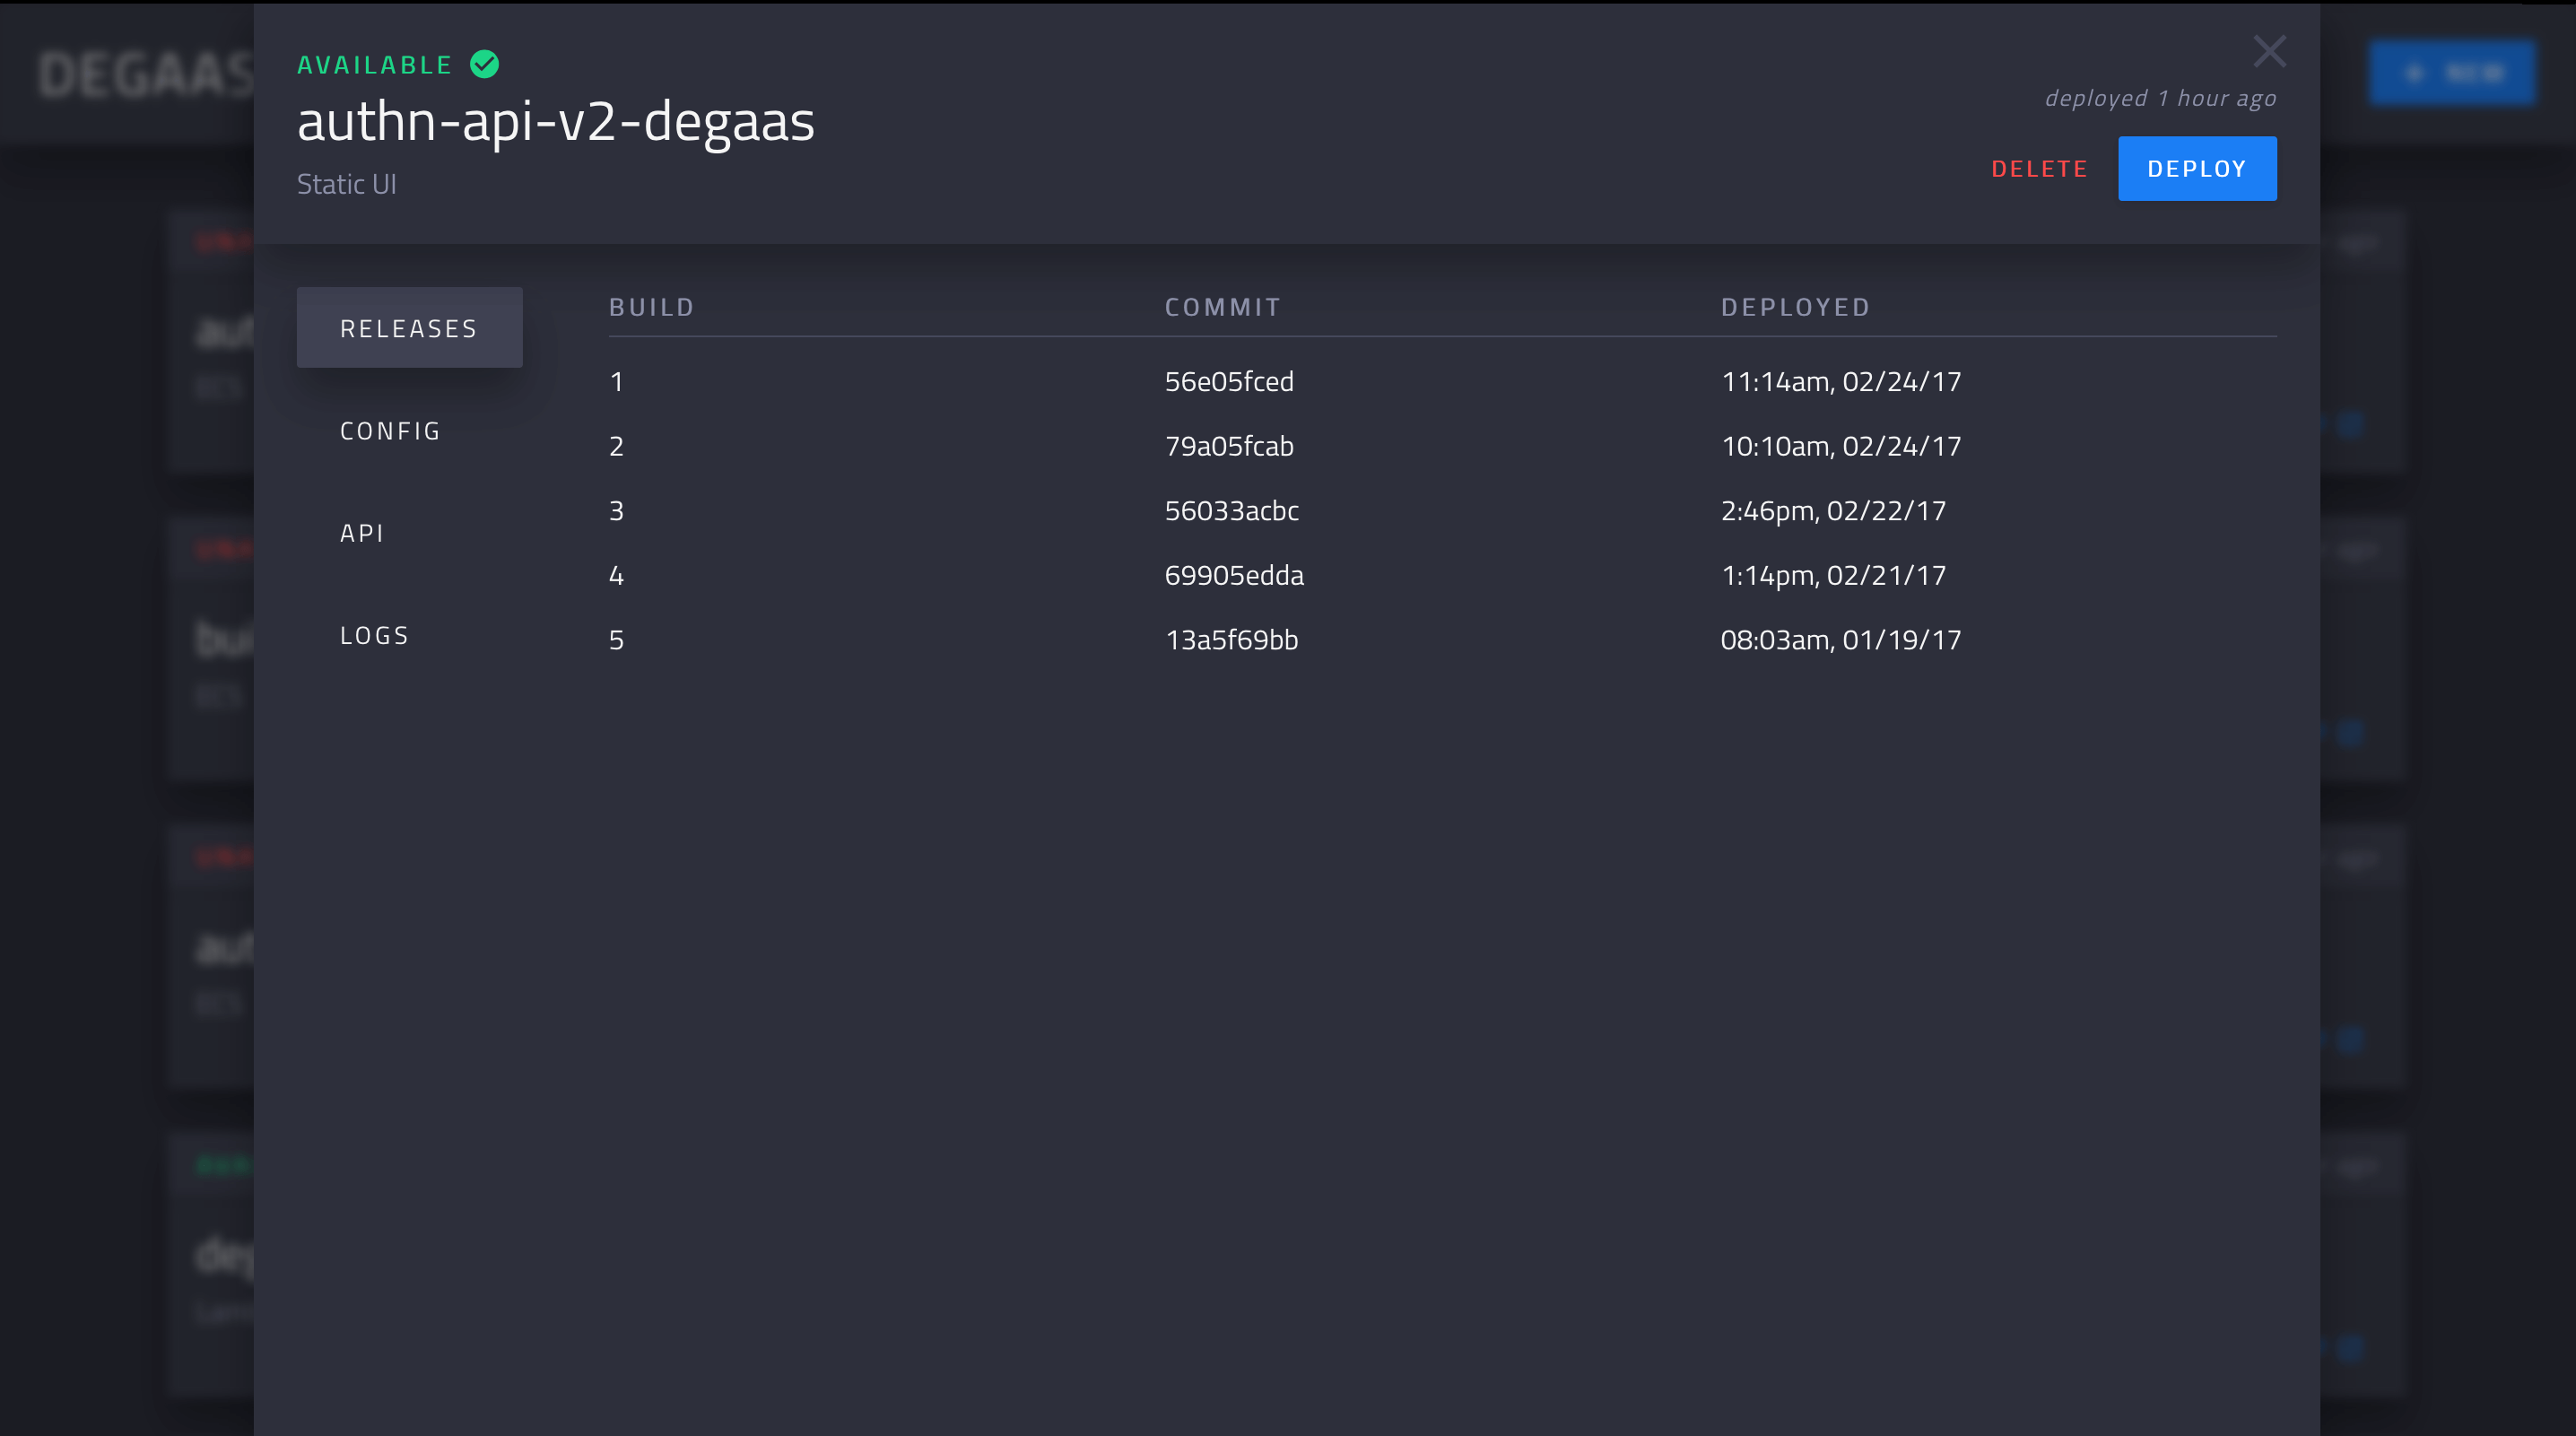 DEGAAS
NEW
AVAILABLE
authn-api-v2-degaas
Static UI
deployed 1 hour ago
DELETE
DEPLOY
RELEASES
CONFIG
API
LOGS
BUILD COMMIT DEPLOYED
1 56e05fced 11:14am, 02/24/17
2 79a05fcab 10:10am, 02/24/17
3 56033acbc 2:46pm, 02/22/17
4 69905edda 1:14pm, 02/21/17
5 13a5f69bb 08:03am, 01/19/17